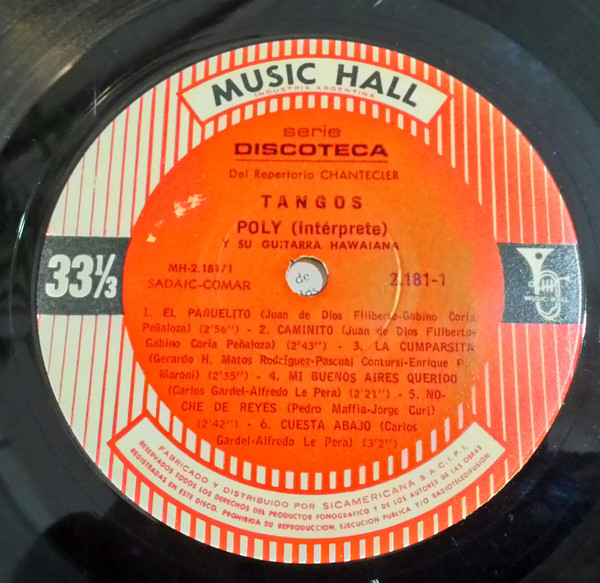 MUSIC HALL
INDUSTRIA ARGENTINA
serie
DISCOTECA
Del Repertorio CHANTECLER
TANGOS
POLY (intérprete)
Y SU GUITARRA HAWAIANA
33⅓
MH-2.181/1
SADAIC-COMAR
de
2.181-1
MUSIC-HALL
1. EL PAÑUELITO (Juan de Dios Filiberto-Gabino Coria
Peñaloza) (2'56") - 2. CAMINITO (Juan de Dios Filiberto-
Gabino Coria Peñaloza) (2'43") - 3. LA CUMPARSITA
(Gerardo H. Matos Rodríguez-Pascual Contursi-Enrique P.
Maroni) (2'35") - 4. MI BUENOS AIRES QUERIDO
(Carlos Gardel-Alfredo Le Pera) (2'21") - 5. NO-
CHE DE REYES (Pedro Maffia-Jorge Curi)
(2'42") - 6. CUESTA ABAJO (Carlos
Gardel-Alfredo Le Pera) (3'2")
FABRICADO Y DISTRIBUIDO POR SICAMERICANA S.A.C.I.F.I.
RESERVADOS TODOS LOS DERECHOS DEL PRODUCTOR FONOGRAFICO Y DE LOS AUTORES DE LAS OBRAS
REGISTRADAS EN ESTE DISCO. PROHIBIDA SU REPRODUCCION, EJECUCION PUBLICA Y/O RADIOTELEDIFUSION